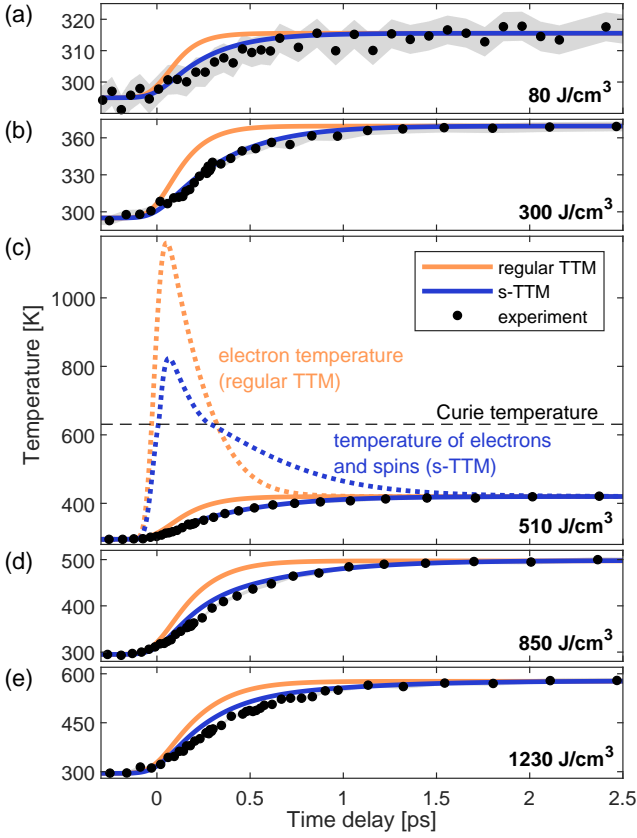 (a)
320
310
300
80 J/cm³
(b)
360
330
300
300 J/cm³
(c)
Temperature [K]
1000
800
600
400
regular TTM
s-TTM
experiment
electron temperature
(regular TTM)
Curie temperature
temperature of electrons
and spins (s-TTM)
510 J/cm³
(d)
500
400
300
850 J/cm³
(e)
600
450
300
1230 J/cm³
0 0.5 1 1.5 2 2.5
Time delay [ps]